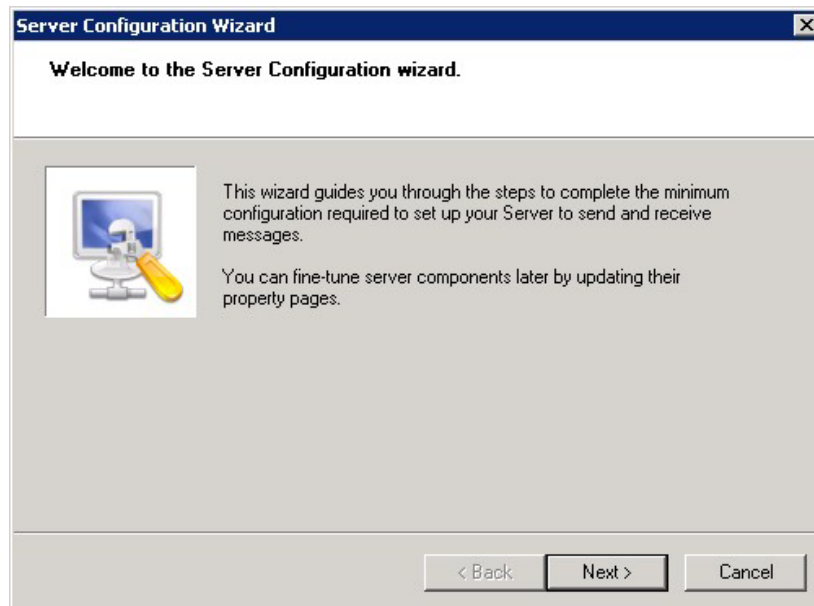 Server Configuration Wizard
Welcome to the Server Configuration wizard.
This wizard guides you through the steps to complete the minimum
configuration required to set up your Server to send and receive
messages.
You can fine-tune server components later by updating their
property pages.
< Back
Next >
Cancel